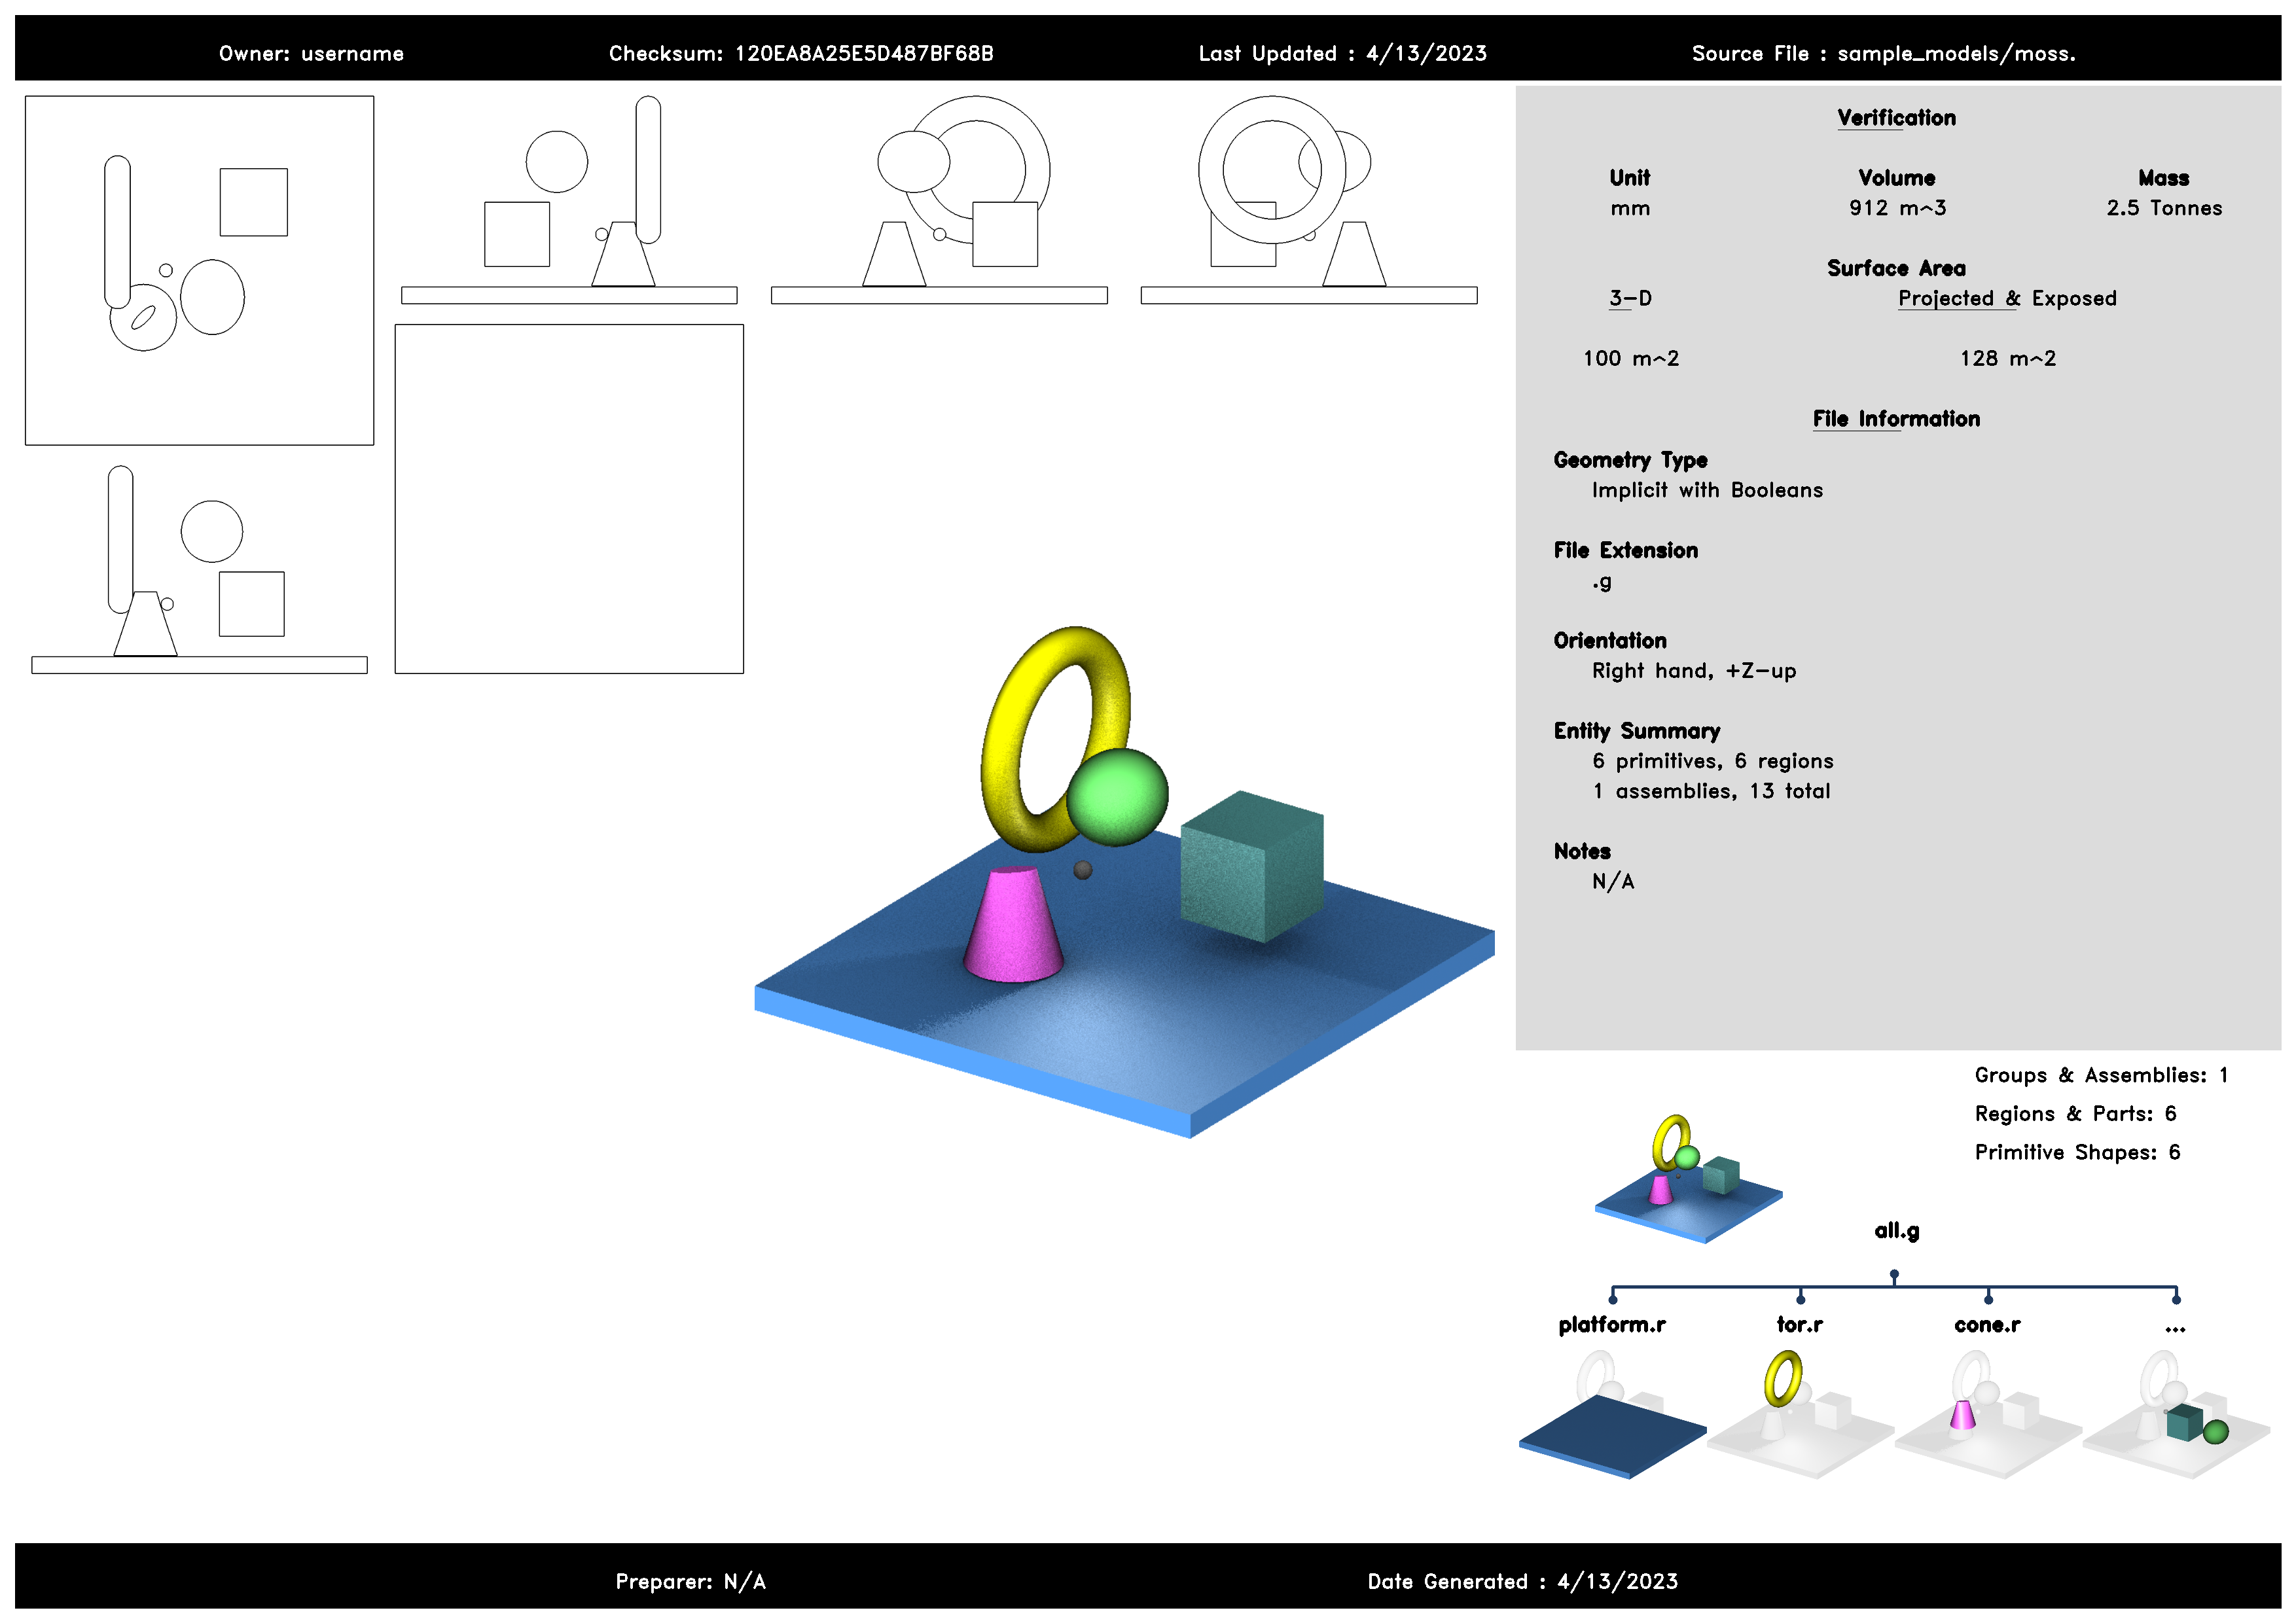 Owner: username Checksum: 120EA8A25E5D487BF68B Last Updated : 4/13/2023 Source File : sample_models/moss.
Verification
Unit Volume Mass
mm 912 m^3 2.5 Tonnes
Surface Area
3-D Projected & Exposed
100 m^2 128 m^2
File Information
Geometry Type
Implicit with Booleans
File Extension
.g
Orientation
Right hand, +Z-up
Entity Summary
6 primitives, 6 regions
1 assemblies, 13 total
Notes
N/A
Groups & Assemblies: 1
Regions & Parts: 6
Primitive Shapes: 6
all.g
platform.r tor.r cone.r ...
Preparer: N/A Date Generated : 4/13/2023